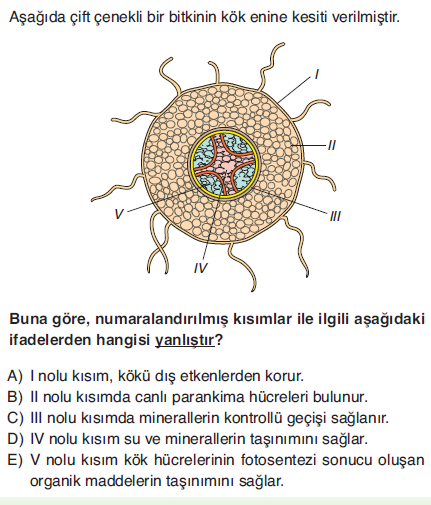 Aşağıda çift çenekli bir bitkinin kök enine kesiti verilmiştir.
I
II
III
V
IV
Buna göre, numaralandırılmış kısımlar ile ilgili aşağıdaki
ifadelerden hangisi yanlıştır?
A) I nolu kısım, kökü dış etkenlerden korur.
B) II nolu kısımda canlı parankima hücreleri bulunur.
C) III nolu kısımda minerallerin kontrollü geçişi sağlanır.
D) IV nolu kısım su ve minerallerin taşınımını sağlar.
E) V nolu kısım kök hücrelerinin fotosentezi sonucu oluşan
organik maddelerin taşınımını sağlar.